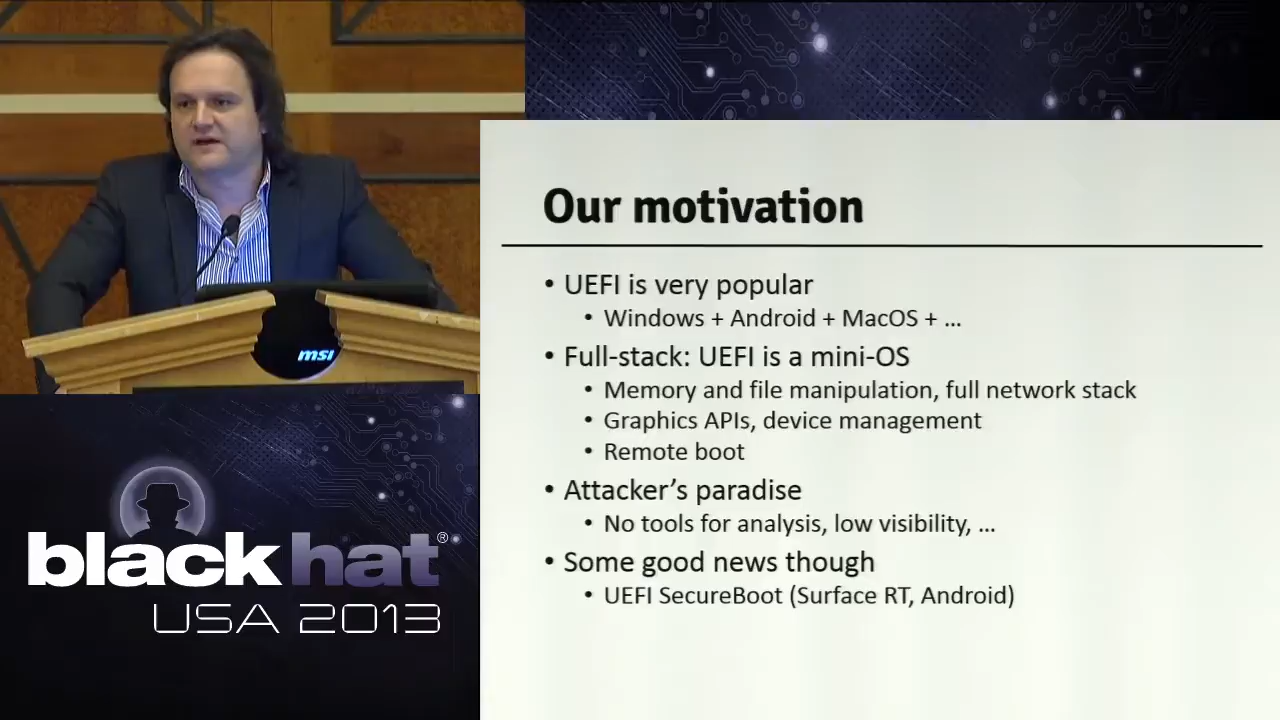 Our motivation
• UEFI is very popular
• Windows + Android + MacOS + ...
• Full-stack: UEFI is a mini-OS
• Memory and file manipulation, full network stack
• Graphics APIs, device management
• Remote boot
• Attacker's paradise
• No tools for analysis, low visibility, ...
• Some good news though
• UEFI SecureBoot (Surface RT, Android)
msi
black hat®
USA 2013